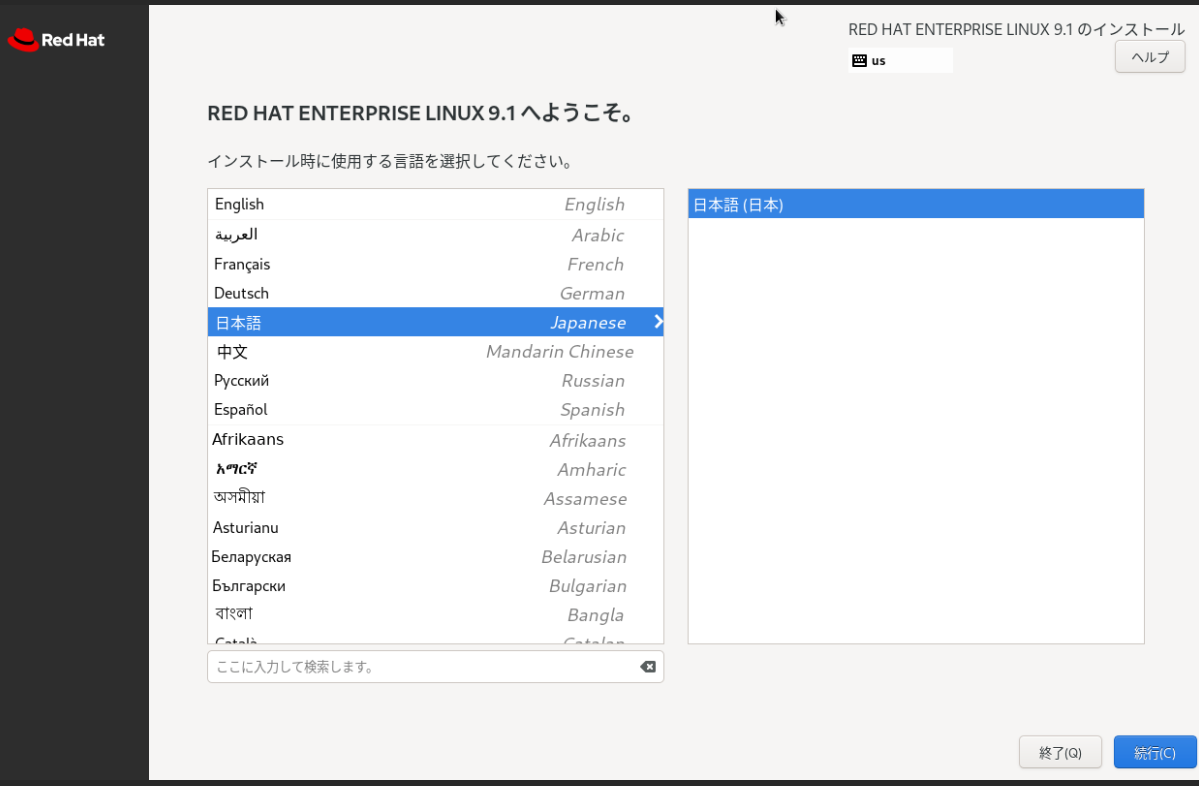 Red Hat
RED HAT ENTERPRISE LINUX 9.1 のインストール
us
ヘルプ
RED HAT ENTERPRISE LINUX 9.1 へようこそ。
インストール時に使用する言語を選択してください。
English English
العربية Arabic
Français French
Deutsch German
日本語 Japanese
中文 Mandarin Chinese
Русский Russian
Español Spanish
Afrikaans Afrikaans
አማርኛ Amharic
অসমীয়া Assamese
Asturianu Asturian
Беларуская Belarusian
Български Bulgarian
বাংলা Bangla
Català Catalan
日本語 (日本)
ここに入力して検索します。
終了(Q)
続行(C)